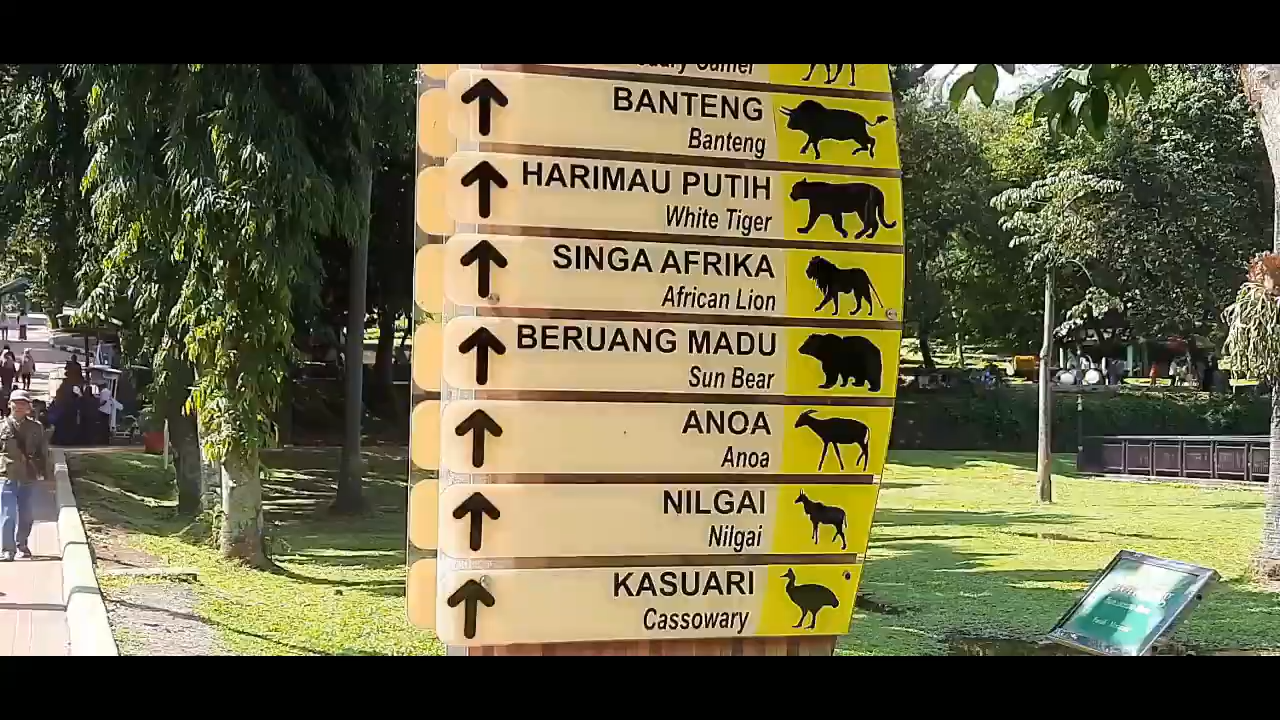 BANTENG
Banteng
HARIMAU PUTIH
White Tiger
SINGA AFRIKA
African Lion
BERUANG MADU
Sun Bear
ANOA
Anoa
NILGAI
Nilgai
KASUARI
Cassowary